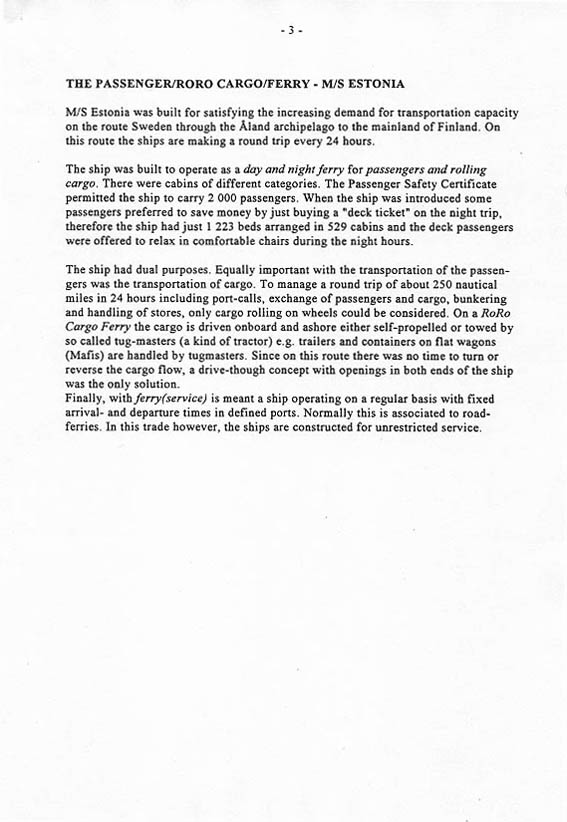 - 3 -
THE PASSENGER/RORO CARGO/FERRY - M/S ESTONIA
M/S Estonia was built for satisfying the increasing demand for transportation capacity
on the route Sweden through the Åland archipelago to the mainland of Finland. On
this route the ships are making a round trip every 24 hours.
The ship was built to operate as a day and night ferry for passengers and rolling
cargo. There were cabins of different categories. The Passenger Safety Certificate
permitted the ship to carry 2 000 passengers. When the ship was introduced some
passengers preferred to save money by just buying a "deck ticket" on the night trip,
therefore the ship had just 1 223 beds arranged in 529 cabins and the deck passengers
were offered to relax in comfortable chairs during the night hours.
The ship had dual purposes. Equally important with the transportation of the passen-
gers was the transportation of cargo. To manage a round trip of about 250 nautical
miles in 24 hours including port-calls, exchange of passengers and cargo, bunkering
and handling of stores, only cargo rolling on wheels could be considered. On a RoRo
Cargo Ferry the cargo is driven onboard and ashore either self-propelled or towed by
so called tug-masters (a kind of tractor) e.g. trailers and containers on flat wagons
(Mafis) are handled by tugmasters. Since on this route there was no time to turn or
reverse the cargo flow, a drive-though concept with openings in both ends of the ship
was the only solution.
Finally, with ferry(service) is meant a ship operating on a regular basis with fixed
arrival- and departure times in defined ports. Normally this is associated to road-
ferries. In this trade however, the ships are constructed for unrestricted service.